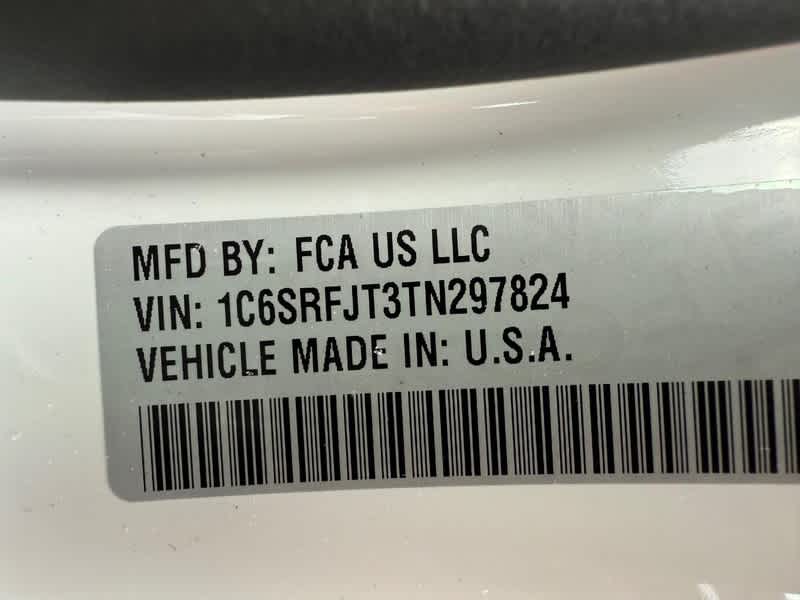 MFD BY: FCA US LLC
VIN: 1C6SRFJT3TN297824
VEHICLE MADE IN: U.S.A.